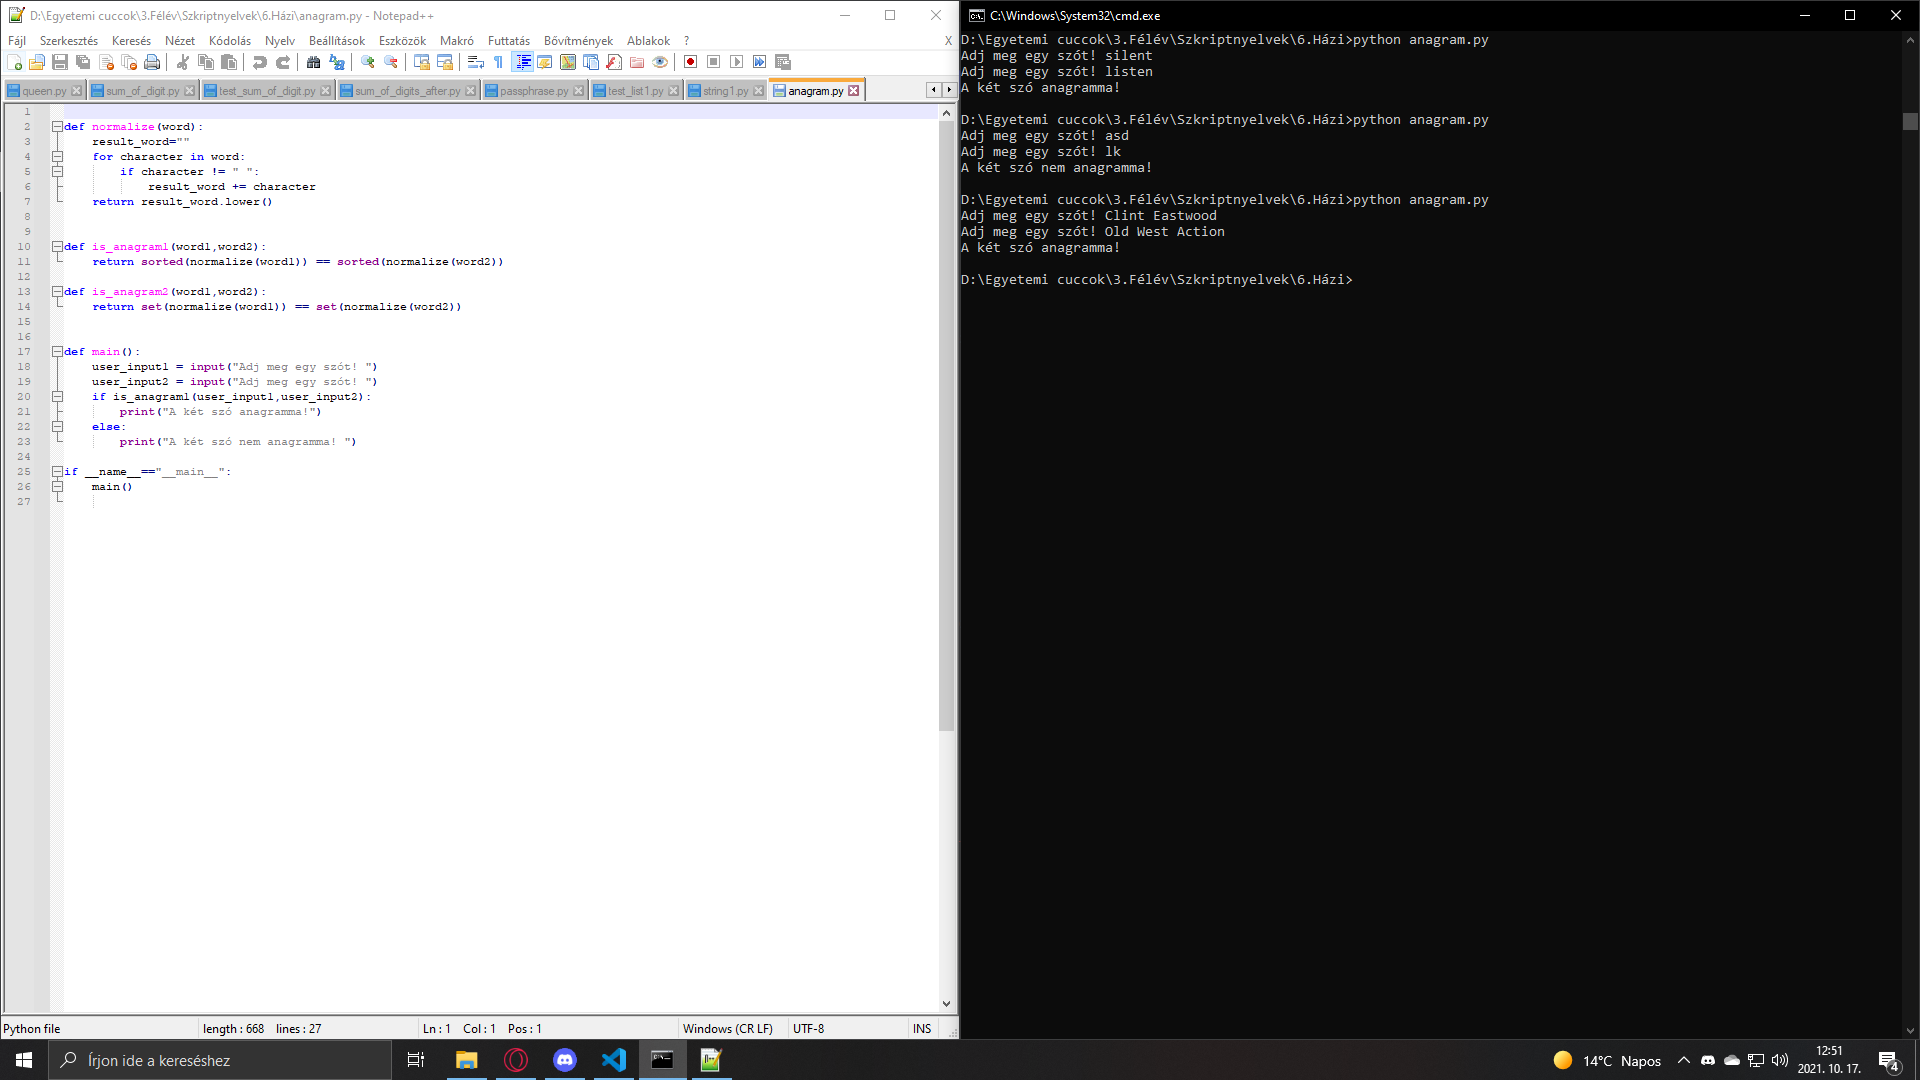 D:\Egyetemi cuccok\3.Félév\Szkriptnyelvek\6.Házi\anagram.py - Notepad++
Fájl Szerkesztés Keresés Nézet Kódolás Nyelv Beállítások Eszközök Makró Futtatás Bővítmények Ablakok ? X
queen.py sum_of_digit.py test_sum_of_digit.py sum_of_digits_after.py passphrase.py test_list1.py string1.py anagram.py
1
2 def normalize(word):
3     result_word=""
4     for character in word:
5         if character != " ":
6             result_word += character
7     return result_word.lower()
8
9
10 def is_anagram1(word1,word2):
11     return sorted(normalize(word1)) == sorted(normalize(word2))
12
13 def is_anagram2(word1,word2):
14     return set(normalize(word1)) == set(normalize(word2))
15
16
17 def main():
18     user_input1 = input("Adj meg egy szót! ")
19     user_input2 = input("Adj meg egy szót! ")
20     if is_anagram1(user_input1,user_input2):
21         print("A két szó anagramma!")
22     else:
23         print("A két szó nem anagramma! ")
24
25 if __name__=="__main__":
26     main()
27
Python file length : 668 lines : 27 Ln : 1 Col : 1 Pos : 1 Windows (CR LF) UTF-8 INS
C:\Windows\System32\cmd.exe
D:\Egyetemi cuccok\3.Félév\Szkriptnyelvek\6.Házi>python anagram.py
Adj meg egy szót! silent
Adj meg egy szót! listen
A két szó anagramma!
D:\Egyetemi cuccok\3.Félév\Szkriptnyelvek\6.Házi>python anagram.py
Adj meg egy szót! asd
Adj meg egy szót! lk
A két szó nem anagramma!
D:\Egyetemi cuccok\3.Félév\Szkriptnyelvek\6.Házi>python anagram.py
Adj meg egy szót! Clint Eastwood
Adj meg egy szót! Old West Action
A két szó anagramma!
D:\Egyetemi cuccok\3.Félév\Szkriptnyelvek\6.Házi>
Írjon ide a kereséshez
14°C Napos
12:51
2021. 10. 17.
4